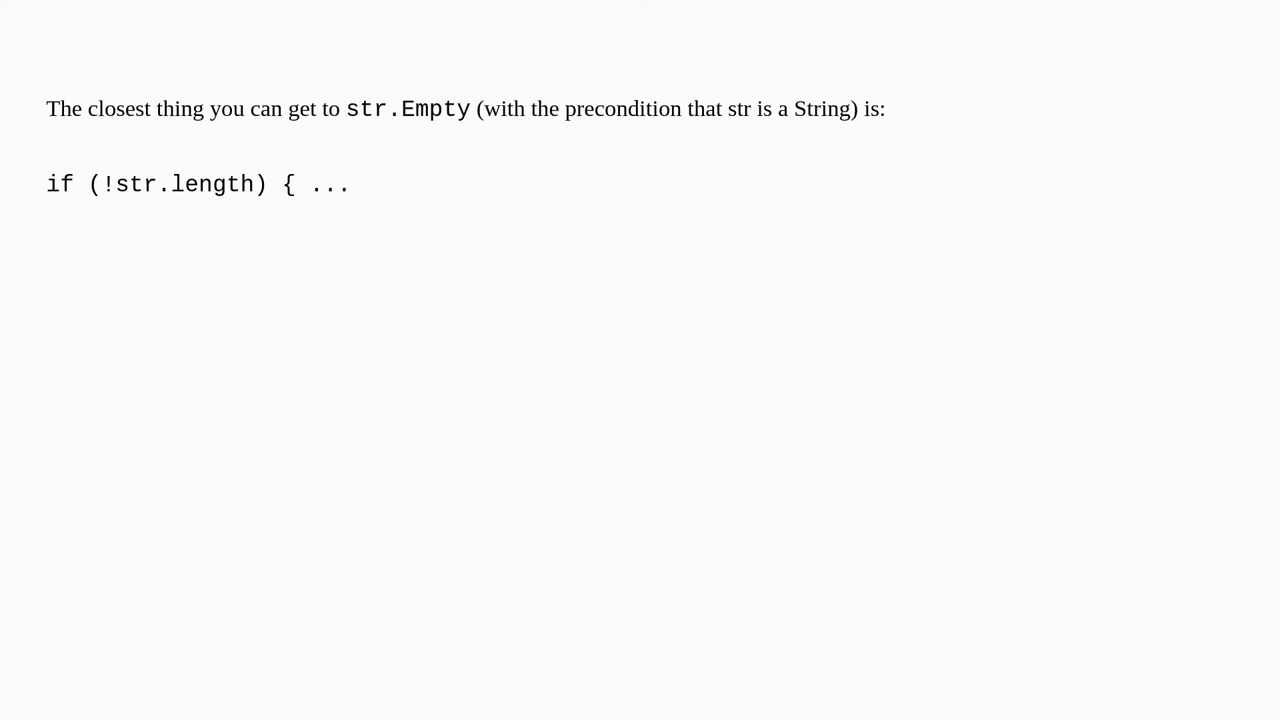 The closest thing you can get to str.Empty (with the precondition that str is a String) is:
if (!str.length) { ...